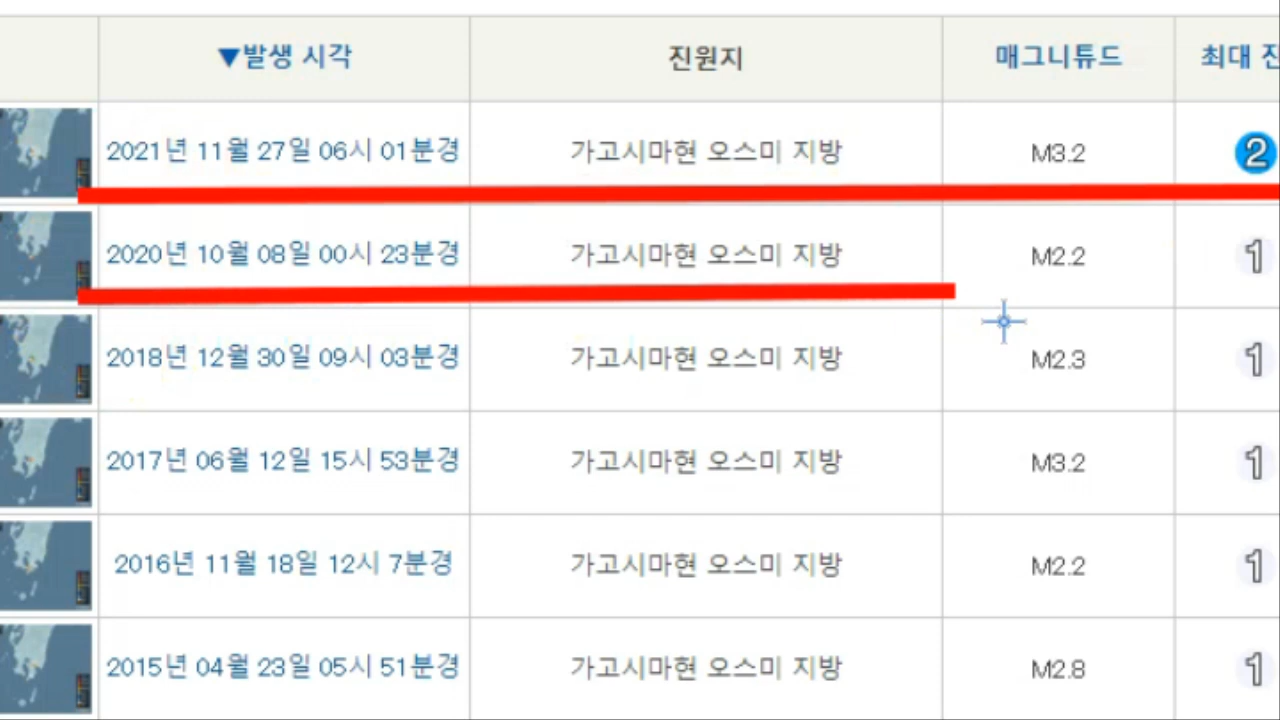 ▼발생 시각 진원지 매그니튜드 최대 진
2021년 11월 27일 06시 01분경 가고시마현 오스미 지방 M3.2 2
2020년 10월 08일 00시 23분경 가고시마현 오스미 지방 M2.2 1
2018년 12월 30일 09시 03분경 가고시마현 오스미 지방 M2.3 1
2017년 06월 12일 15시 53분경 가고시마현 오스미 지방 M3.2 1
2016년 11월 18일 12시 7분경 가고시마현 오스미 지방 M2.2 1
2015년 04월 23일 05시 51분경 가고시마현 오스미 지방 M2.8 1